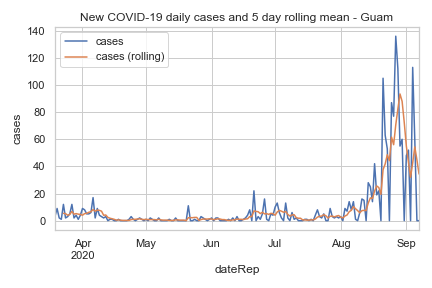 New COVID-19 daily cases and 5 day rolling mean - Guam
cases
cases (rolling)
140
120
100
80
60
40
20
0
cases
Apr
2020
May
Jun
Jul
Aug
Sep
dateRep